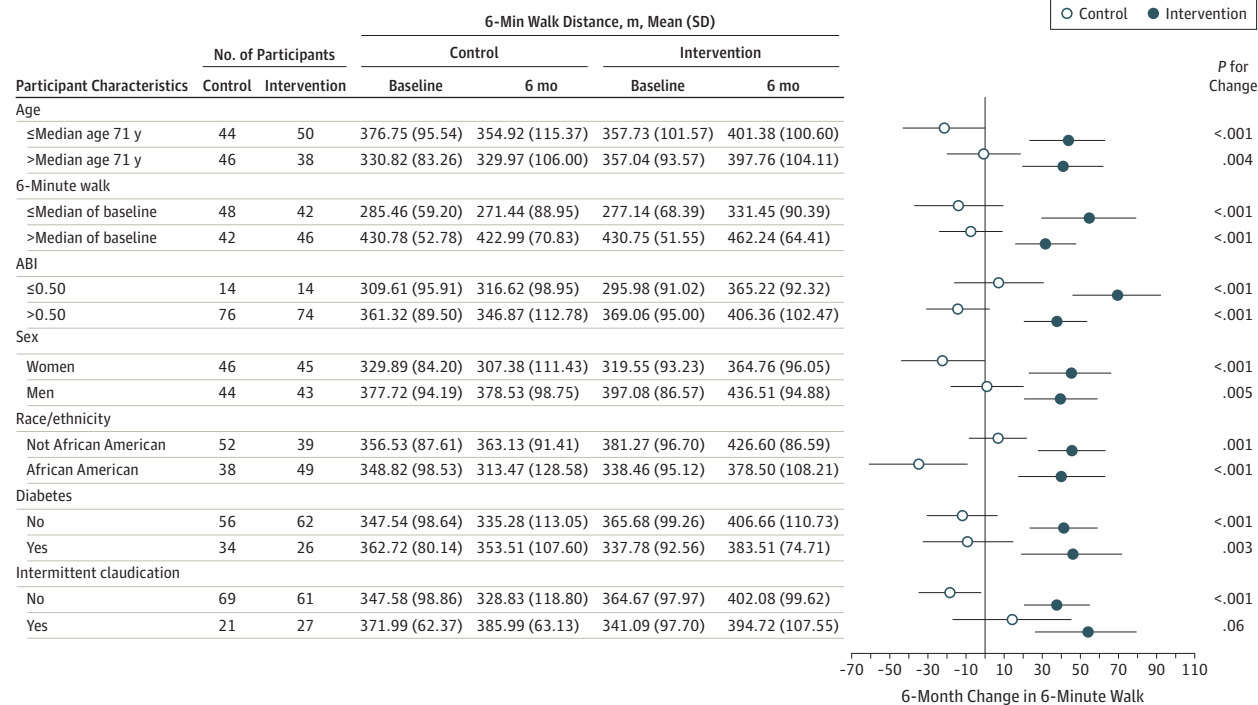 Control Intervention
6-Min Walk Distance, m, Mean (SD)
No. of Participants Control Intervention P for
Participant Characteristics Control Intervention Baseline 6 mo Baseline 6 mo Change
Age
≤Median age 71 y 44 50 376.75 (95.54) 354.92 (115.37) 357.73 (101.57) 401.38 (100.60) <.001
>Median age 71 y 46 38 330.82 (83.26) 329.97 (106.00) 357.04 (93.57) 397.76 (104.11) .004
6-Minute walk
≤Median of baseline 48 42 285.46 (59.20) 271.44 (88.95) 277.14 (68.39) 331.45 (90.39) <.001
>Median of baseline 42 46 430.78 (52.78) 422.99 (70.83) 430.75 (51.55) 462.24 (64.41) <.001
ABI
≤0.50 14 14 309.61 (95.91) 316.62 (98.95) 295.98 (91.02) 365.22 (92.32) <.001
>0.50 76 74 361.32 (89.50) 346.87 (112.78) 369.06 (95.00) 406.36 (102.47) <.001
Sex
Women 46 45 329.89 (84.20) 307.38 (111.43) 319.55 (93.23) 364.76 (96.05) <.001
Men 44 43 377.72 (94.19) 378.53 (98.75) 397.08 (86.57) 436.51 (94.88) .005
Race/ethnicity
Not African American 52 39 356.53 (87.61) 363.13 (91.41) 381.27 (96.70) 426.60 (86.59) .001
African American 38 49 348.82 (98.53) 313.47 (128.58) 338.46 (95.12) 378.50 (108.21) <.001
Diabetes
No 56 62 347.54 (98.64) 335.28 (113.05) 365.68 (99.26) 406.66 (110.73) <.001
Yes 34 26 362.72 (80.14) 353.51 (107.60) 337.78 (92.56) 383.51 (74.71) .003
Intermittent claudication
No 69 61 347.58 (98.86) 328.83 (118.80) 364.67 (97.97) 402.08 (99.62) <.001
Yes 21 27 371.99 (62.37) 385.99 (63.13) 341.09 (97.70) 394.72 (107.55) .06
-70 -50 -30 -10 10 30 50 70 90 110
6-Month Change in 6-Minute Walk